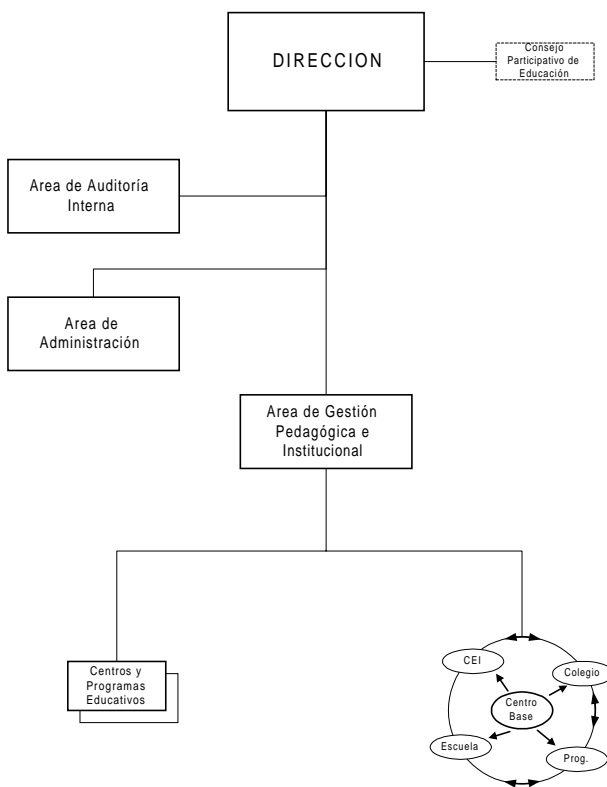 DIRECCION
Consejo
Participativo de
Educación
Area de Auditoría
Interna
Area de
Administración
Area de Gestión
Pedagógica e
Institucional
Centros y
Programas
Educativos
CEI
Colegio
Centro
Base
Escuela
Prog.